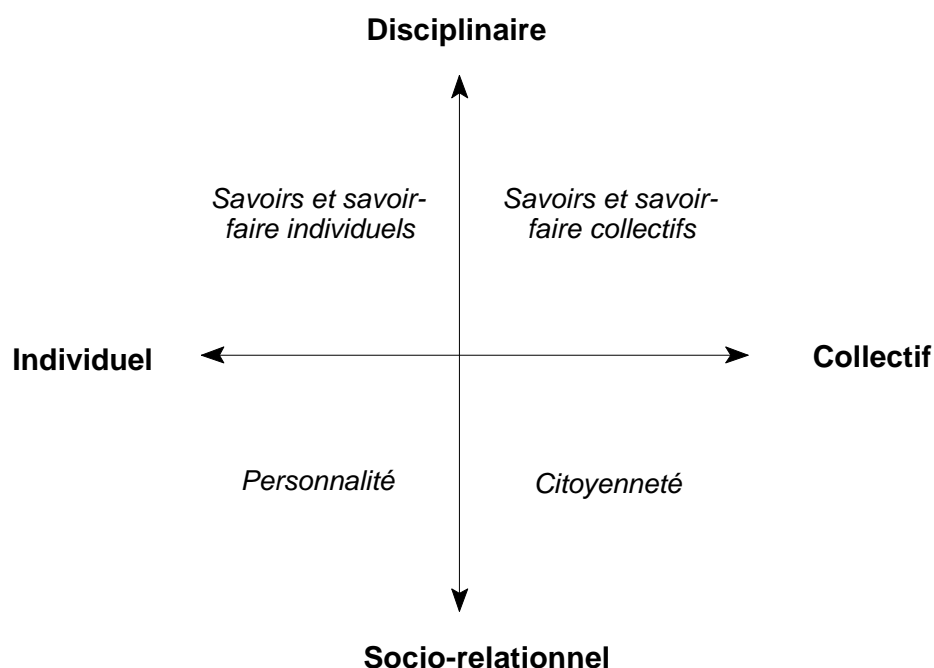 Disciplinaire
Savoirs et savoir-
faire individuels
Savoirs et savoir-
faire collectifs
Individuel
Collectif
Personnalité
Citoyenneté
Socio-relationnel